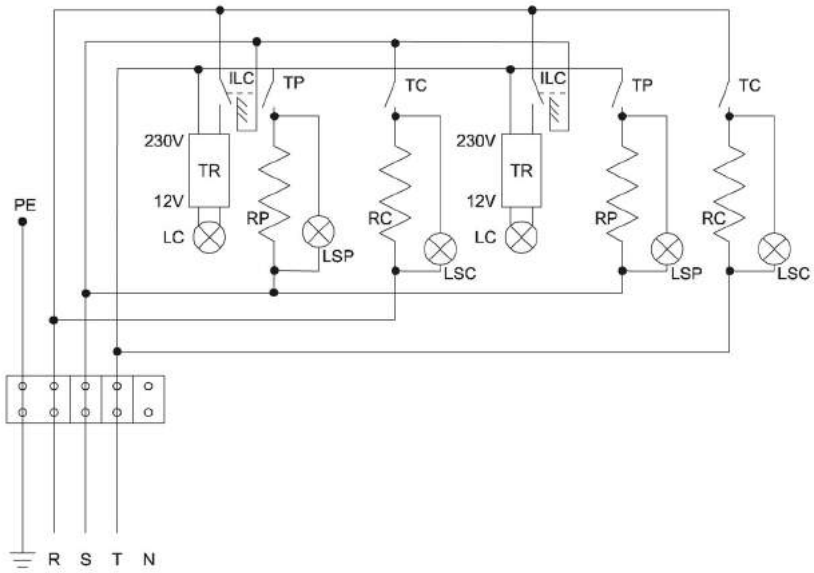 ILC TP TC ILC TP TC
230V TR 230V TR
12V 12V
PE
LC RP LSP RC LSC LC RP LSP RC LSC
R S T N